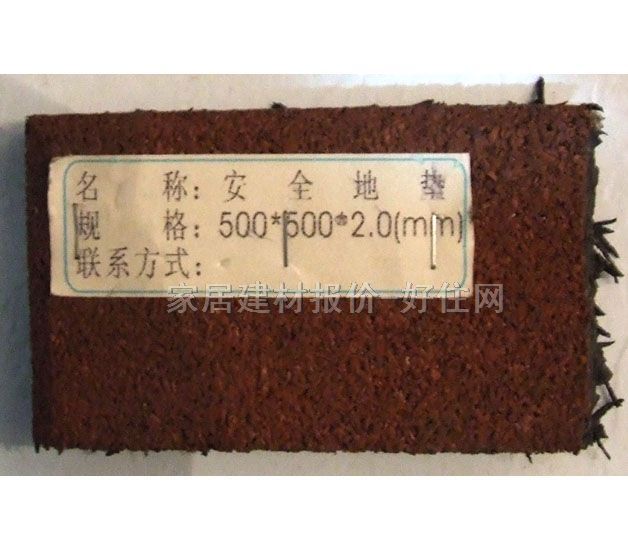 名 称：安 全 地 垫
规 格：500*500*2.0(mm)
联系方式：
家居建材报价 好住网